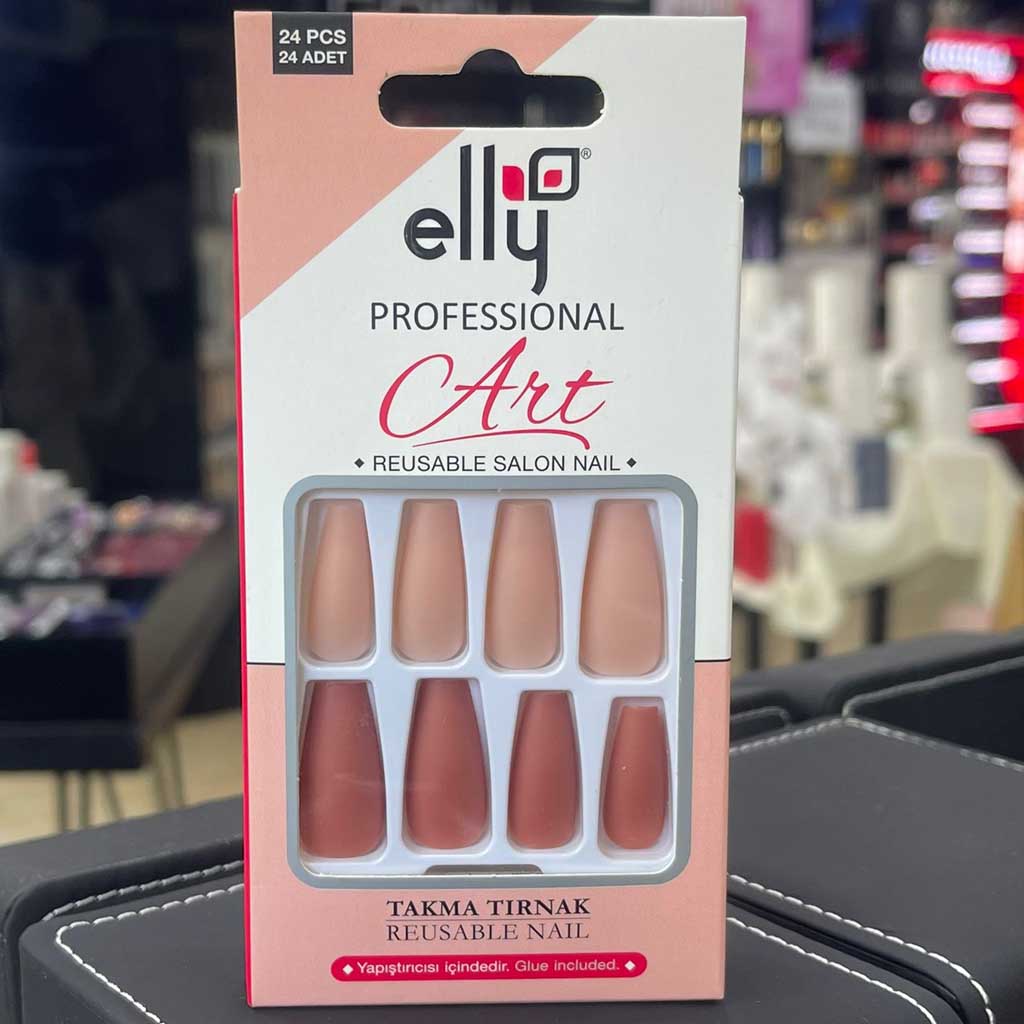 24 PCS
24 ADET
elly®
PROFESSIONAL
Art
◆ REUSABLE SALON NAIL ◆
TAKMA TIRNAK
REUSABLE NAIL
◆ Yapıştırıcısı içindedir. Glue included. ◆